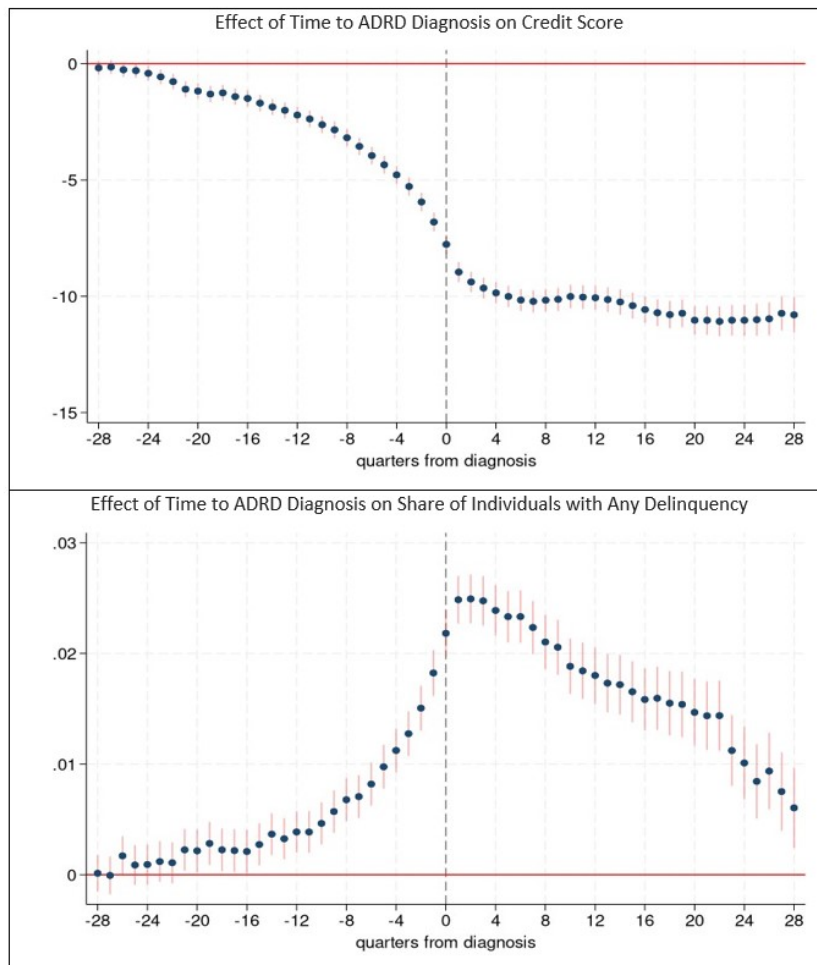 Effect of Time to ADRD Diagnosis on Credit Score
0
-5
-10
-15
-28 -24 -20 -16 -12 -8 -4 0 4 8 12 16 20 24 28
quarters from diagnosis
Effect of Time to ADRD Diagnosis on Share of Individuals with Any Delinquency
.03
.02
.01
0
-28 -24 -20 -16 -12 -8 -4 0 4 8 12 16 20 24 28
quarters from diagnosis